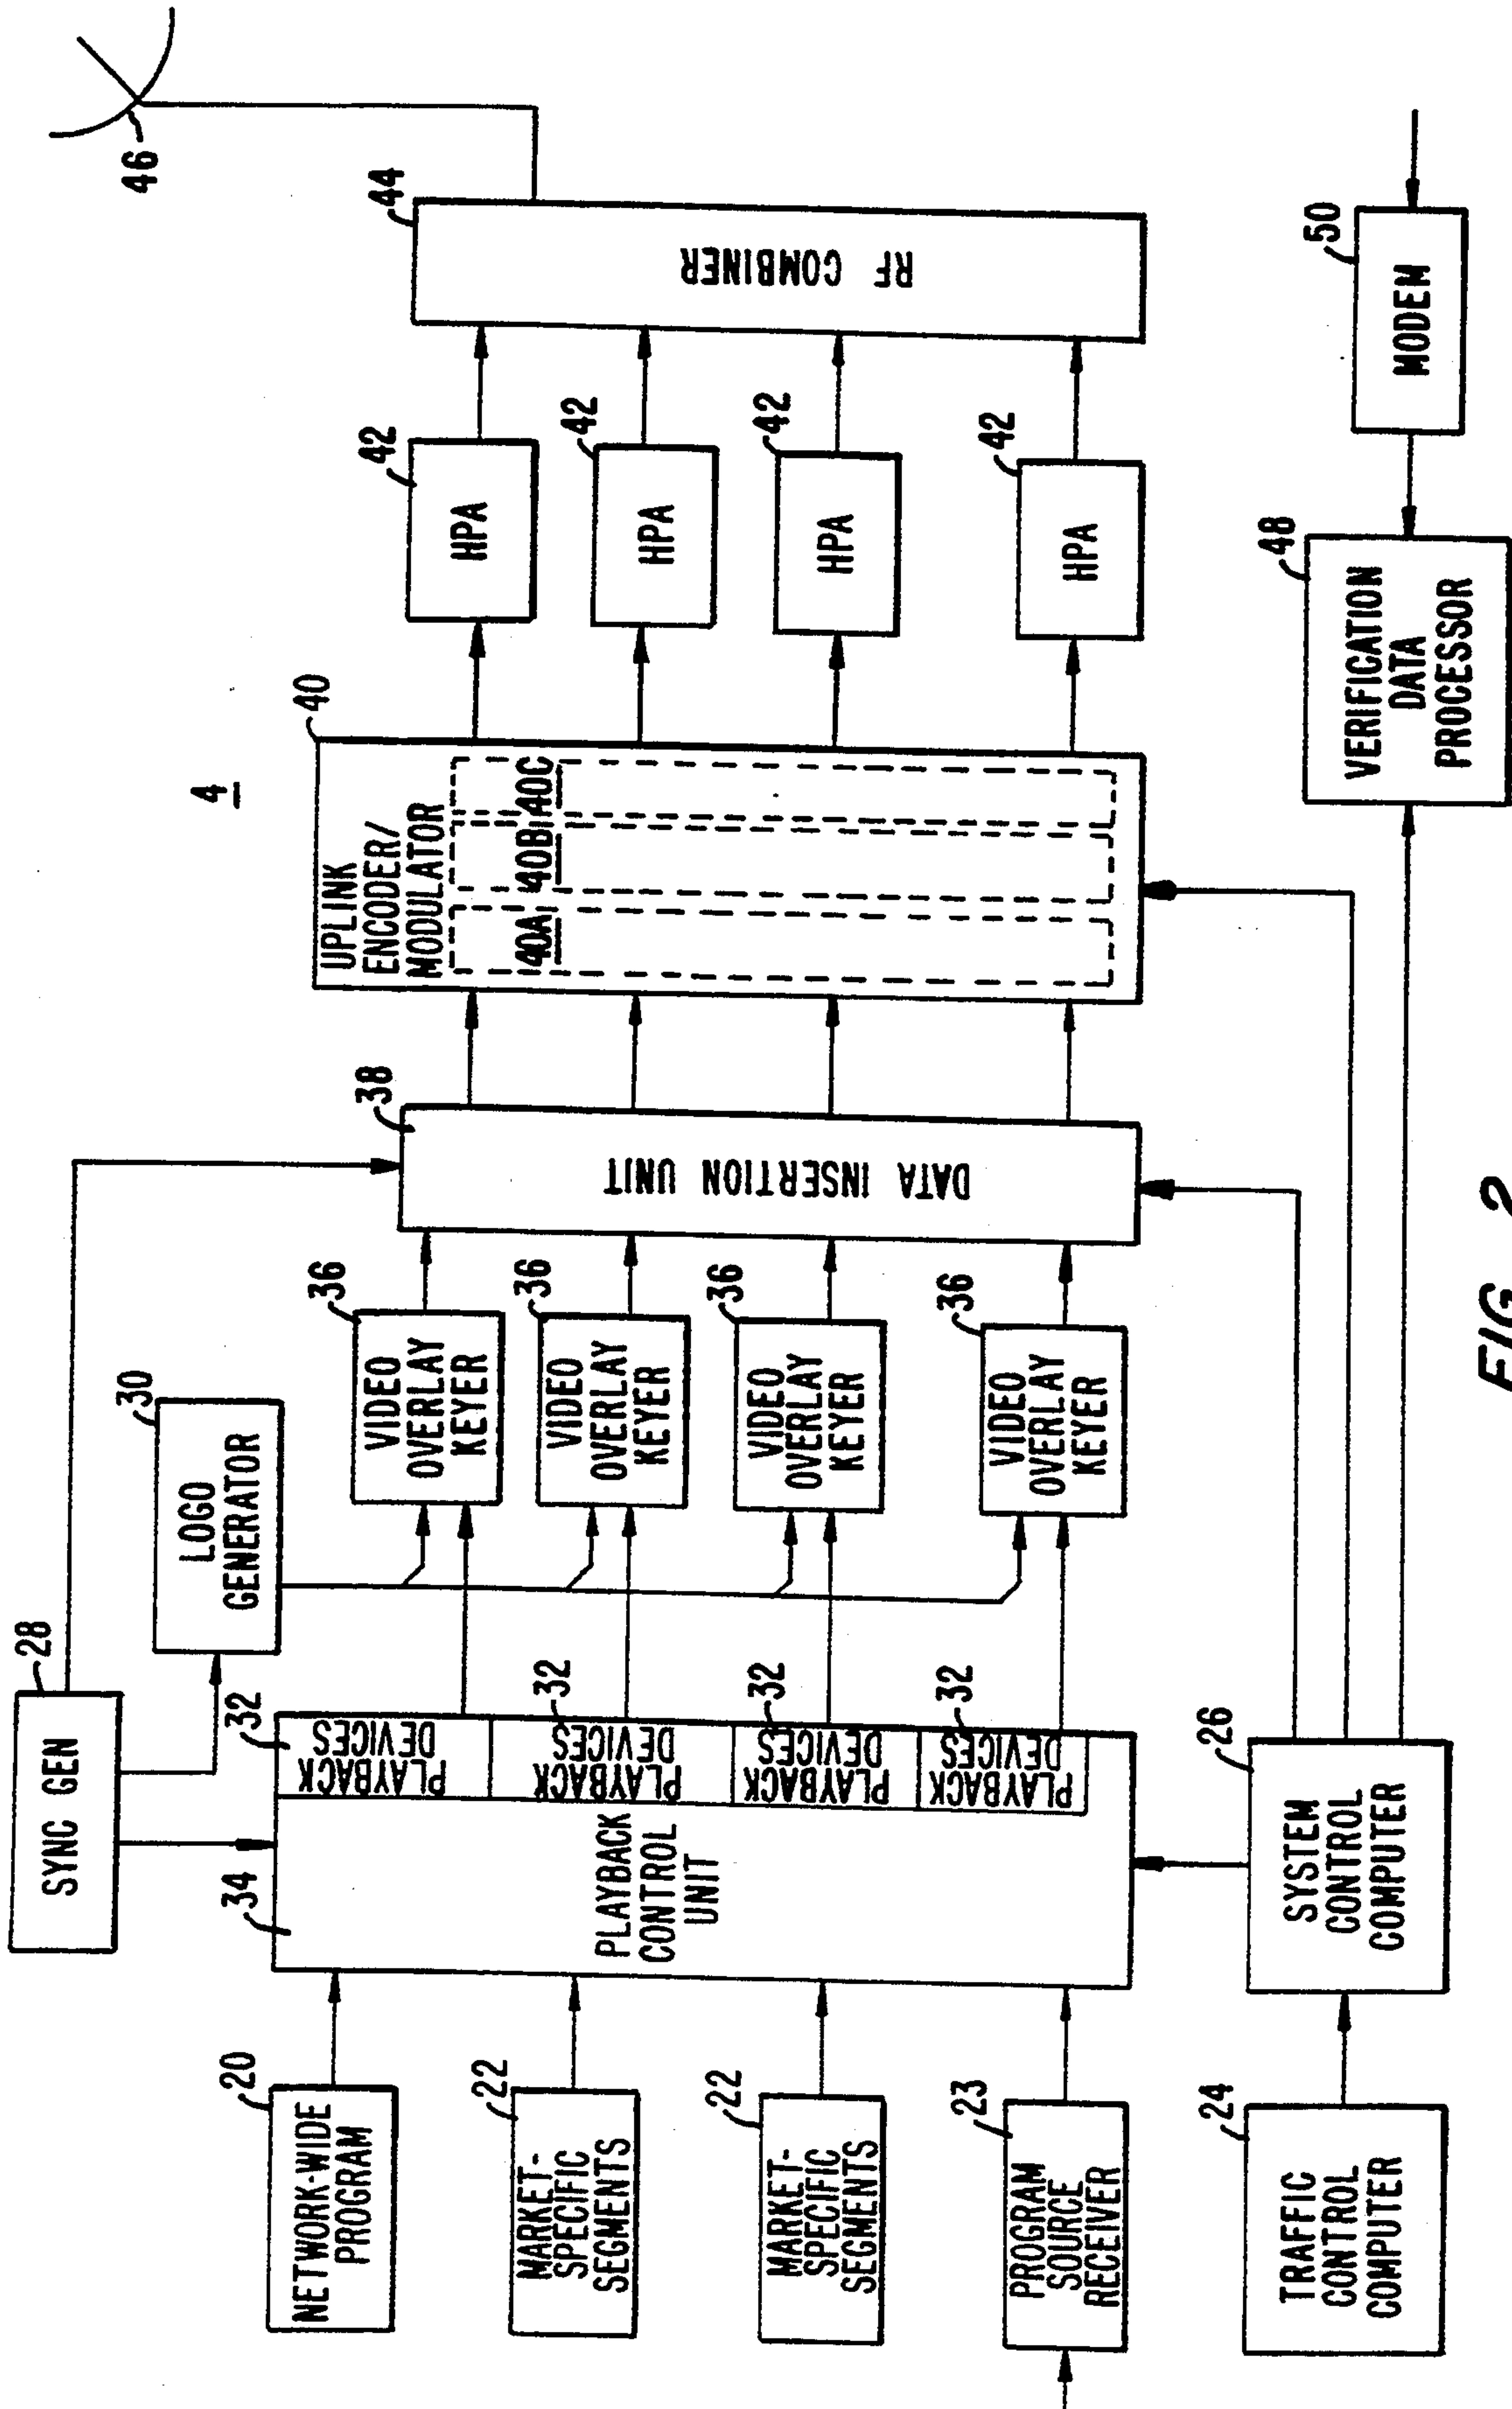 28
SYNC GEN
30
LOGO
GENERATOR
46
4
20
NETWORK-WIDE
PROGRAM
22
MARKET-
SPECIFIC
SEGMENTS
22
MARKET-
SPECIFIC
SEGMENTS
23
PROGRAM
SOURCE
RECEIVER
34
PLAYBACK
CONTROL
UNIT
32
PLAYBACK
DEVICES
32
PLAYBACK
DEVICES
32
PLAYBACK
DEVICES
32
PLAYBACK
DEVICES
36
VIDEO
OVERLAY
KEYER
36
VIDEO
OVERLAY
KEYER
36
VIDEO
OVERLAY
KEYER
36
VIDEO
OVERLAY
KEYER
38
DATA INSERTION UNIT
40
UPLINK
ENCODER/
MODULATOR
40A
40B
40C
42
HPA
42
HPA
42
HPA
42
HPA
44
RF COMBINER
24
TRAFFIC
CONTROL
COMPUTER
26
SYSTEM
CONTROL
COMPUTER
48
VERIFICATION
DATA
PROCESSOR
50
MODEM
FIG. 2